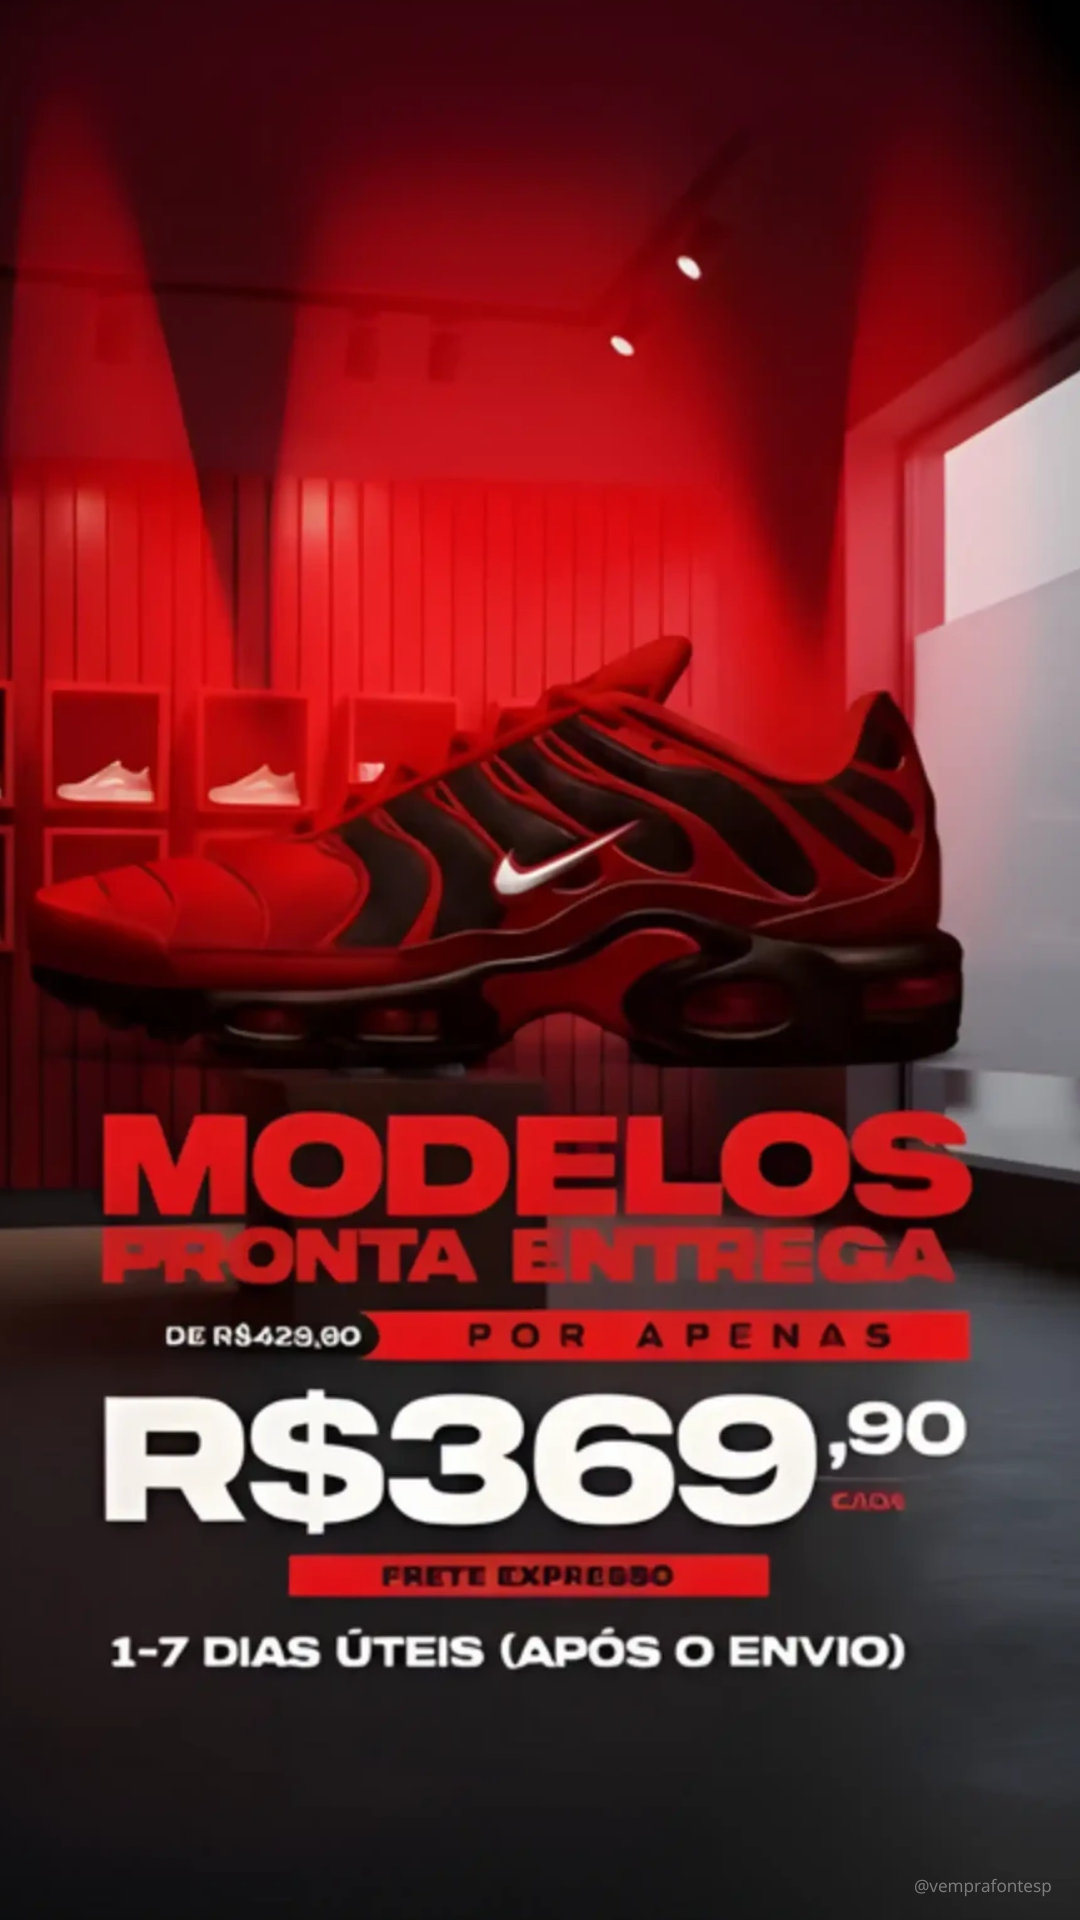 MODELOS
PRONTA ENTREGA
DE R$429,90 POR APENAS
R$369,90
CADA
FRETE EXPRESSO
1-7 DIAS ÚTEIS (APÓS O ENVIO)
@vemprafontesp